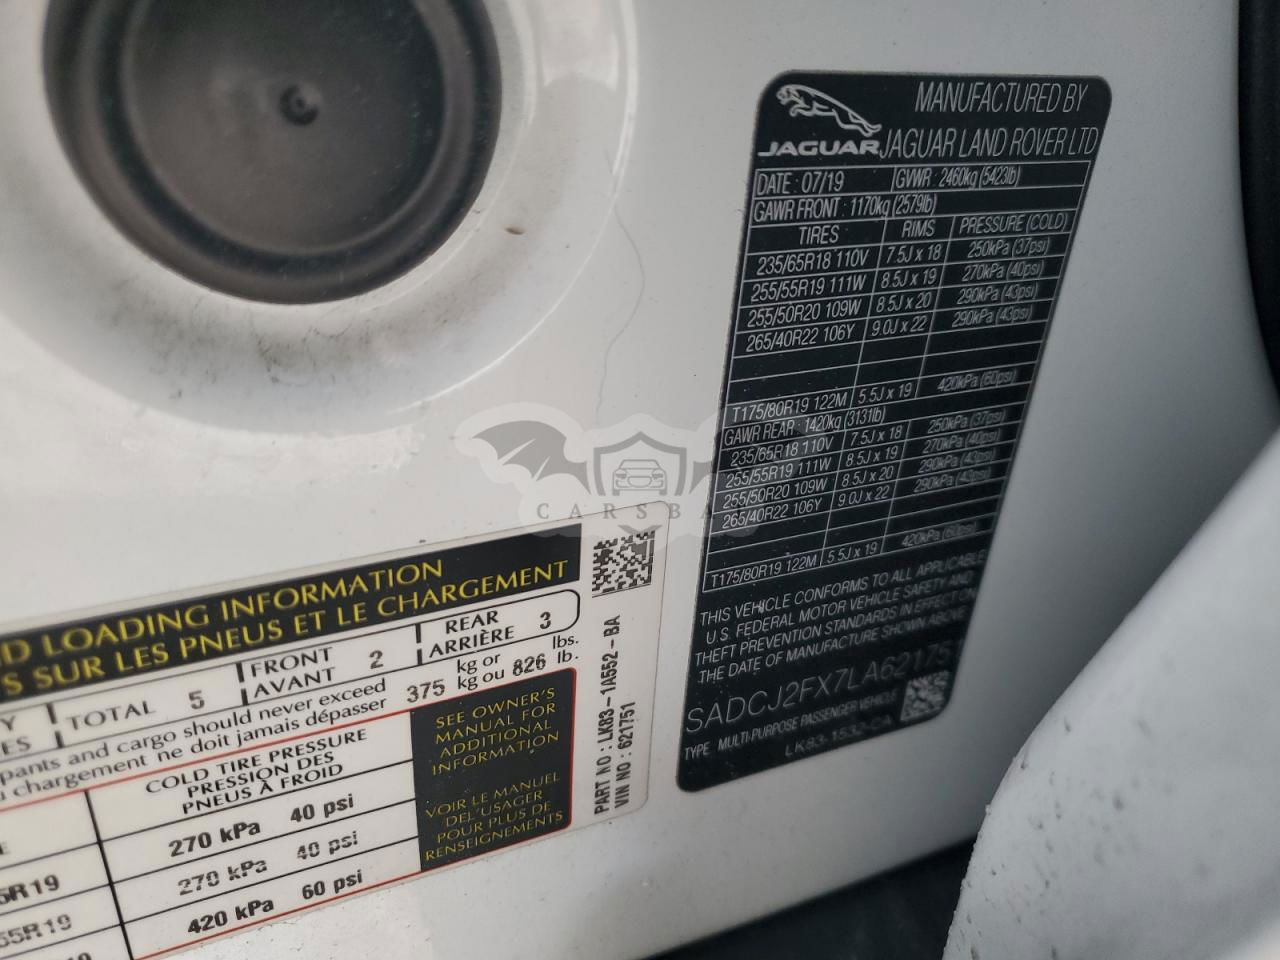 JAGUAR
MANUFACTURED BY
JAGUAR LAND ROVER LTD
DATE : 07/19 GVWR : 2460kg (5423lb)
GAWR FRONT : 1170kg (2579lb)
TIRES RIMS PRESSURE (COLD)
235/65R18 110V 7.5J x 18 250kPa (37psi)
255/55R19 111W 8.5J x 19 270kPa (40psi)
255/50R20 109W 8.5J x 20 290kPa (43psi)
265/40R22 106Y 9.0J x 22 290kPa (43psi)
T175/80R19 122M 5.5J x 19 420kPa (60psi)
GAWR REAR : 1420kg (3131lb)
235/65R18 110V 7.5J x 18 250kPa (37psi)
255/55R19 111W 8.5J x 19 270kPa (40psi)
255/50R20 109W 8.5J x 20 290kPa (43psi)
265/40R22 106Y 9.0J x 22 290kPa (43psi)
T175/80R19 122M 5.5J x 19 420kPa (60psi)
THIS VEHICLE CONFORMS TO ALL APPLICABLE
U.S. FEDERAL MOTOR VEHICLE SAFETY AND
THEFT PREVENTION STANDARDS IN EFFECT ON
THE DATE OF MANUFACTURE SHOWN ABOVE
SADCJ2FX7LA62175
TYPE MULTI-PURPOSE PASSENGER VEHICLE
LK83-1532-CA
CARSBA
D LOADING INFORMATION
S SUR LES PNEUS ET LE CHARGEMENT
Y TOTAL 5 FRONT 2 REAR 3
ES AVANT ARRIÈRE
pants and cargo should never exceed 375 kg or 826 lbs.
u chargement ne doit jamais dépasser kg ou lb.
COLD TIRE PRESSURE
PRESSION DES
PNEUS À FROID
E 270 kPa 40 psi
5R19 270 kPa 40 psi
55R19 420 kPa 60 psi
SEE OWNER'S
MANUAL FOR
ADDITIONAL
INFORMATION
VOIR LE MANUEL
DEL'USAGER
POUR PLUS DE
RENSEIGNEMENTS
PART NO : LK83-1A552-BA
VIN NO : 621751